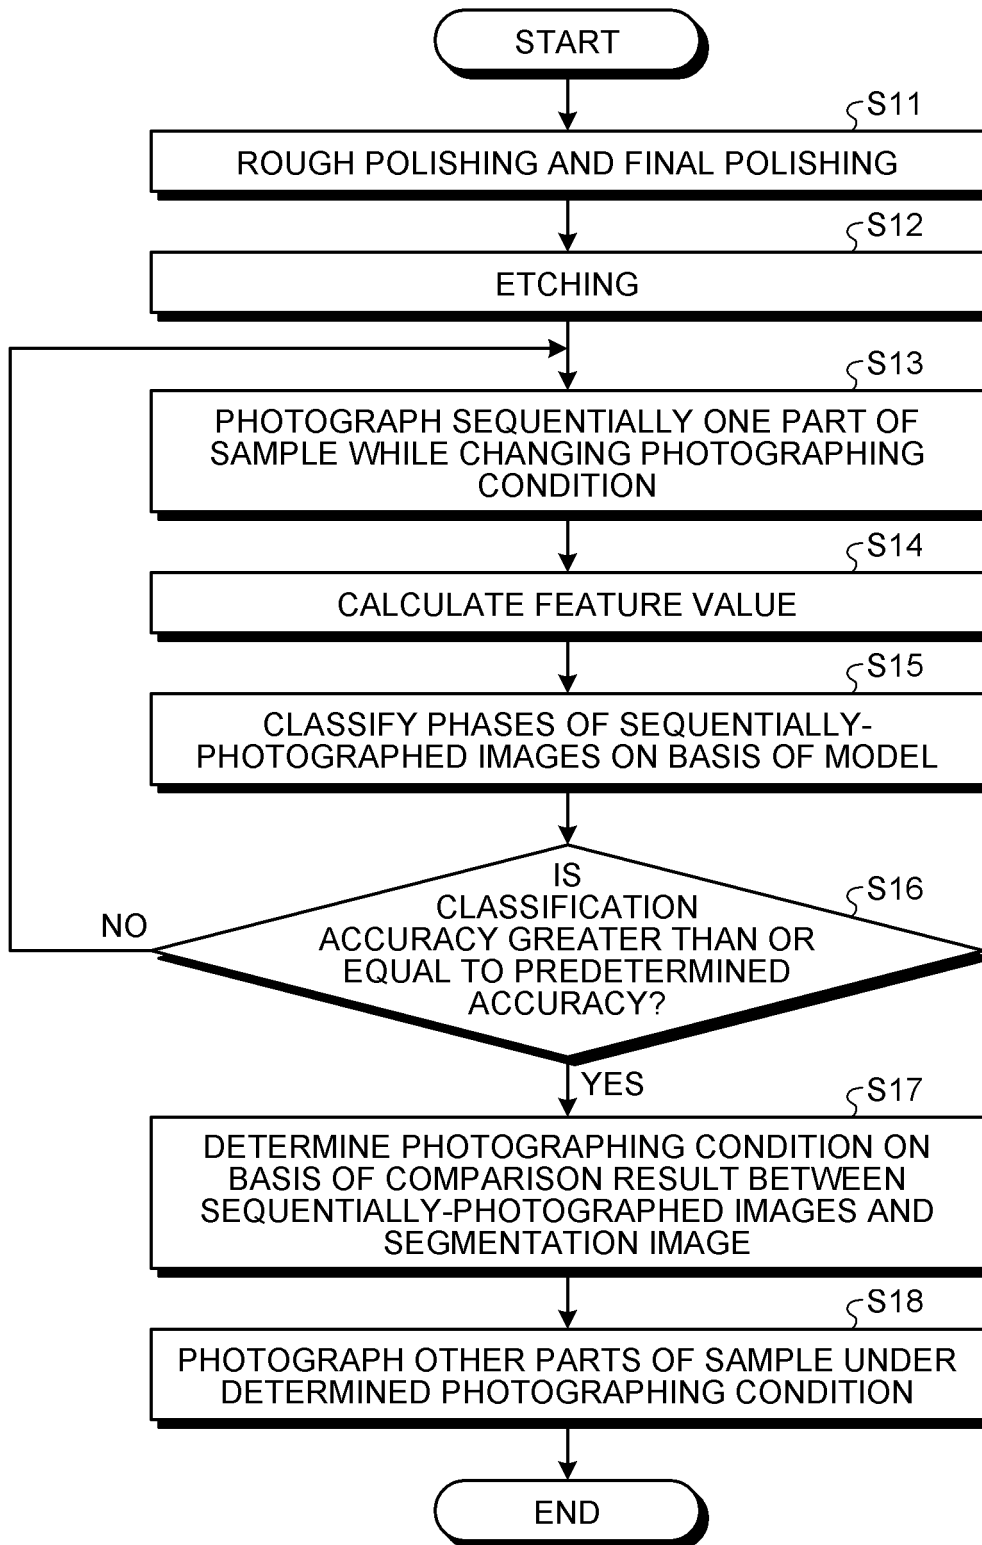 START
S11
ROUGH POLISHING AND FINAL POLISHING
S12
ETCHING
S13
PHOTOGRAPH SEQUENTIALLY ONE PART OF
SAMPLE WHILE CHANGING PHOTOGRAPHING
CONDITION
S14
CALCULATE FEATURE VALUE
S15
CLASSIFY PHASES OF SEQUENTIALLY-
PHOTOGRAPHED IMAGES ON BASIS OF MODEL
S16
IS
CLASSIFICATION
ACCURACY GREATER THAN OR
EQUAL TO PREDETERMINED
ACCURACY?
NO
YES
S17
DETERMINE PHOTOGRAPHING CONDITION ON
BASIS OF COMPARISON RESULT BETWEEN
SEQUENTIALLY-PHOTOGRAPHED IMAGES AND
SEGMENTATION IMAGE
S18
PHOTOGRAPH OTHER PARTS OF SAMPLE UNDER
DETERMINED PHOTOGRAPHING CONDITION
END